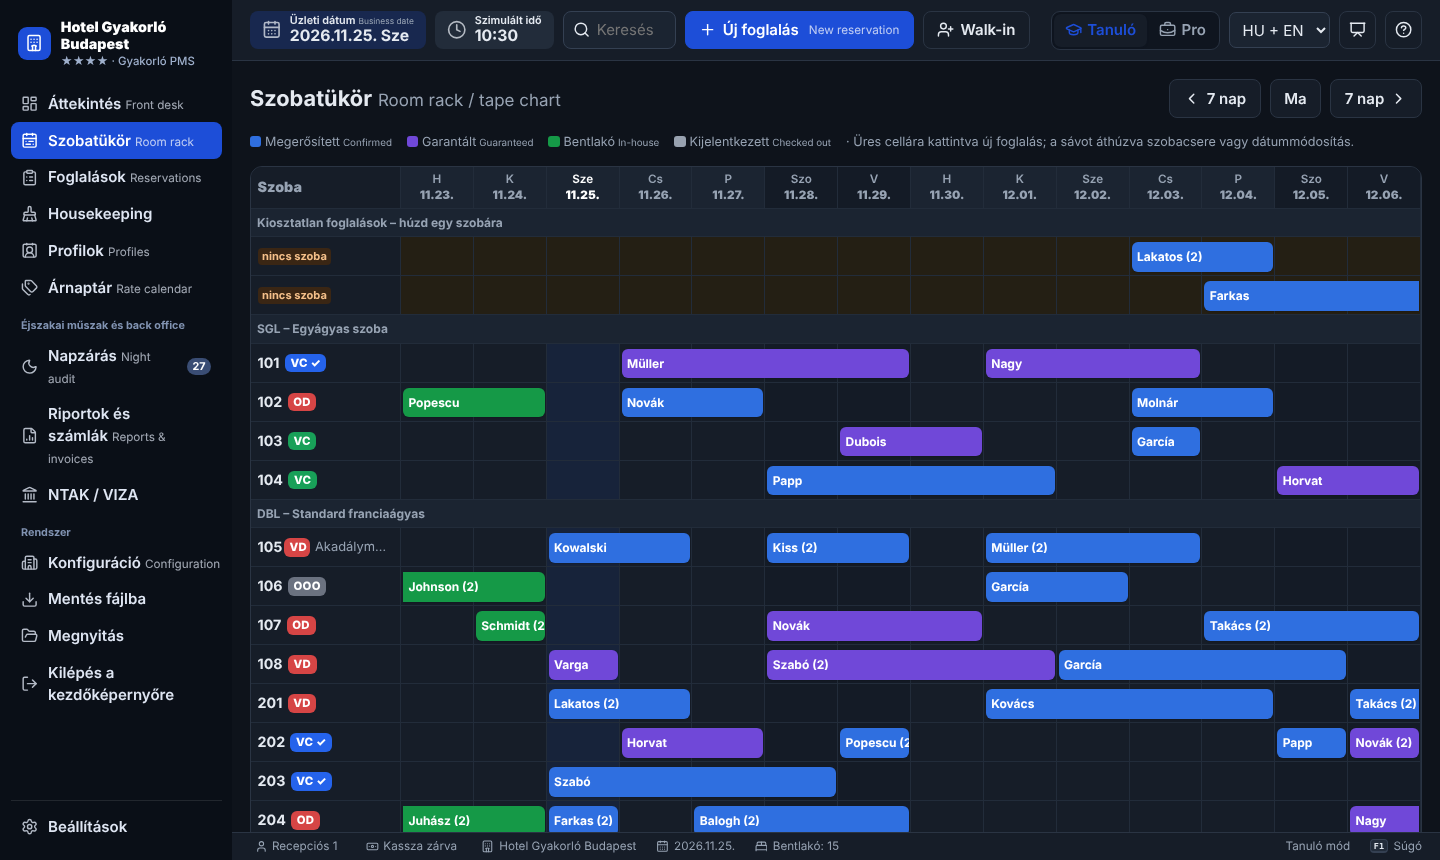 Hotel Gyakorló
Budapest
★★★★ · Gyakorló PMS
Áttekintés Front desk
Szobatükör Room rack
Foglalások Reservations
Housekeeping
Profilok Profiles
Árnaptár Rate calendar
Éjszakai műszak és back office
Napzárás Night
audit
27
Riportok és
számlák Reports &
invoices
NTAK / VIZA
Rendszer
Konfiguráció Configuration
Mentés fájlba
Megnyitás
Kilépés a
kezdőképernyőre
Beállítások
Üzleti dátum Business date
2026.11.25. Sze
Szimulált idő
10:30
Keresés
Új foglalás New reservation
Walk-in
Tanuló
Pro
HU + EN
Szobatükör Room rack / tape chart
7 nap
Ma
7 nap
Megerősített Confirmed Garantált Guaranteed Bentlakó In-house Kijelentkezett Checked out · Üres cellára kattintva új foglalás; a sávot áthúzva szobacsere vagy dátummódosítás.
Szoba H K Sze Cs P Szo V H K Sze Cs P Szo V
11.23. 11.24. 11.25. 11.26. 11.27. 11.28. 11.29. 11.30. 12.01. 12.02. 12.03. 12.04. 12.05. 12.06.
Kiosztatlan foglalások – húzd egy szobára
nincs szoba Lakatos (2)
nincs szoba Farkas
SGL – Egyágyas szoba
101 VC ✓ Müller Nagy
102 OD Popescu Novák Molnár
103 VC Dubois García
104 VC Papp Horvat
DBL – Standard franciaágyas
105 VD Akadálym… Kowalski Kiss (2) Müller (2)
106 OOO Johnson (2) García
107 OD Schmidt (2 Novák Takács (2)
108 VD Varga Szabó (2) García
201 VD Lakatos (2) Kovács Takács (2)
202 VC ✓ Horvat Popescu (2 Papp Novák (2)
203 VC ✓ Szabó
204 OD Juhász (2) Farkas (2) Balogh (2) Nagy
Recepciós 1 Kassza zárva Hotel Gyakorló Budapest 2026.11.25. Bentlakó: 15 Tanuló mód F1 Súgó